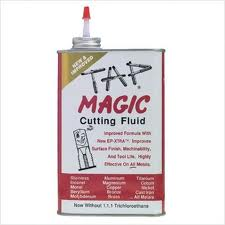 NEW & IMPROVED
TAP
MAGIC
Cutting Fluid
Improved Formula With
New EP-XTRA™. Improves
Surface Finish, Machinability,
And Tool Life. Highly
Effective On All Metals.
Stainless Aluminum Titanium
Inconel Magnesium Cobalt
Monel Copper Nickel
Beryllium Bronze Cast Iron
Molybdenum Brass ... All Metals
Now Without 1,1,1 Trichloroethane